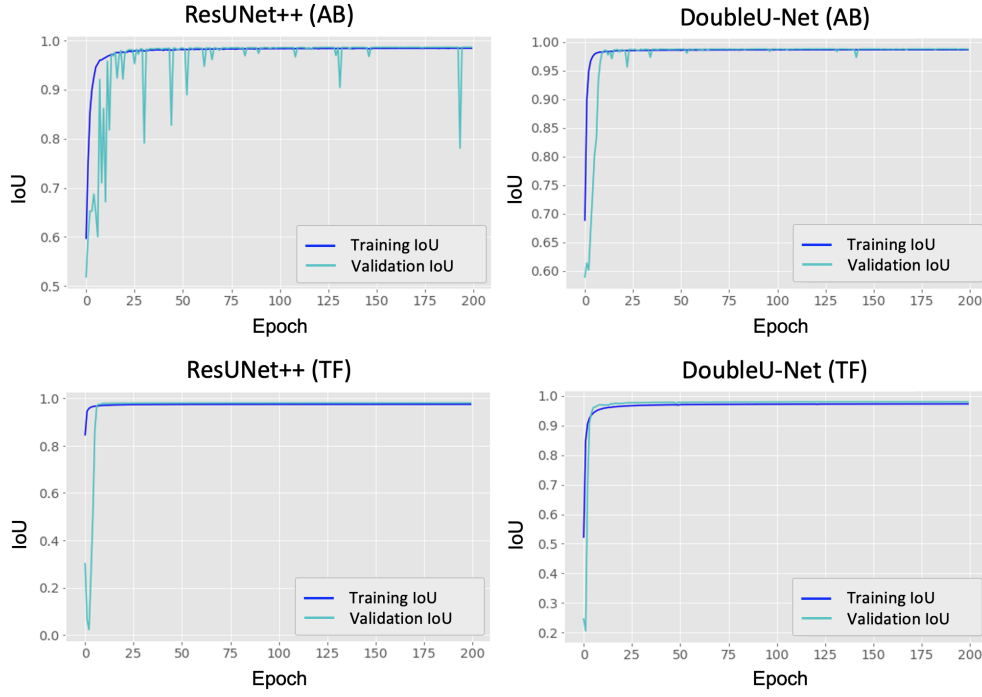 ResUNet++ (AB)
1.0
0.9
0.8
0.7
0.6
0.5
IoU
Training IoU
Validation IoU
0 25 50 75 100 125 150 175 200
Epoch
DoubleU-Net (AB)
1.00
0.95
0.90
0.85
0.80
0.75
0.70
0.65
0.60
IoU
Training IoU
Validation IoU
0 25 50 75 100 125 150 175 200
Epoch
ResUNet++ (TF)
1.0
0.8
0.6
0.4
0.2
0.0
IoU
Training IoU
Validation IoU
0 25 50 75 100 125 150 175 200
Epoch
DoubleU-Net (TF)
1.0
0.9
0.8
0.7
0.6
0.5
0.4
0.3
0.2
IoU
Training IoU
Validation IoU
0 25 50 75 100 125 150 175 200
Epoch